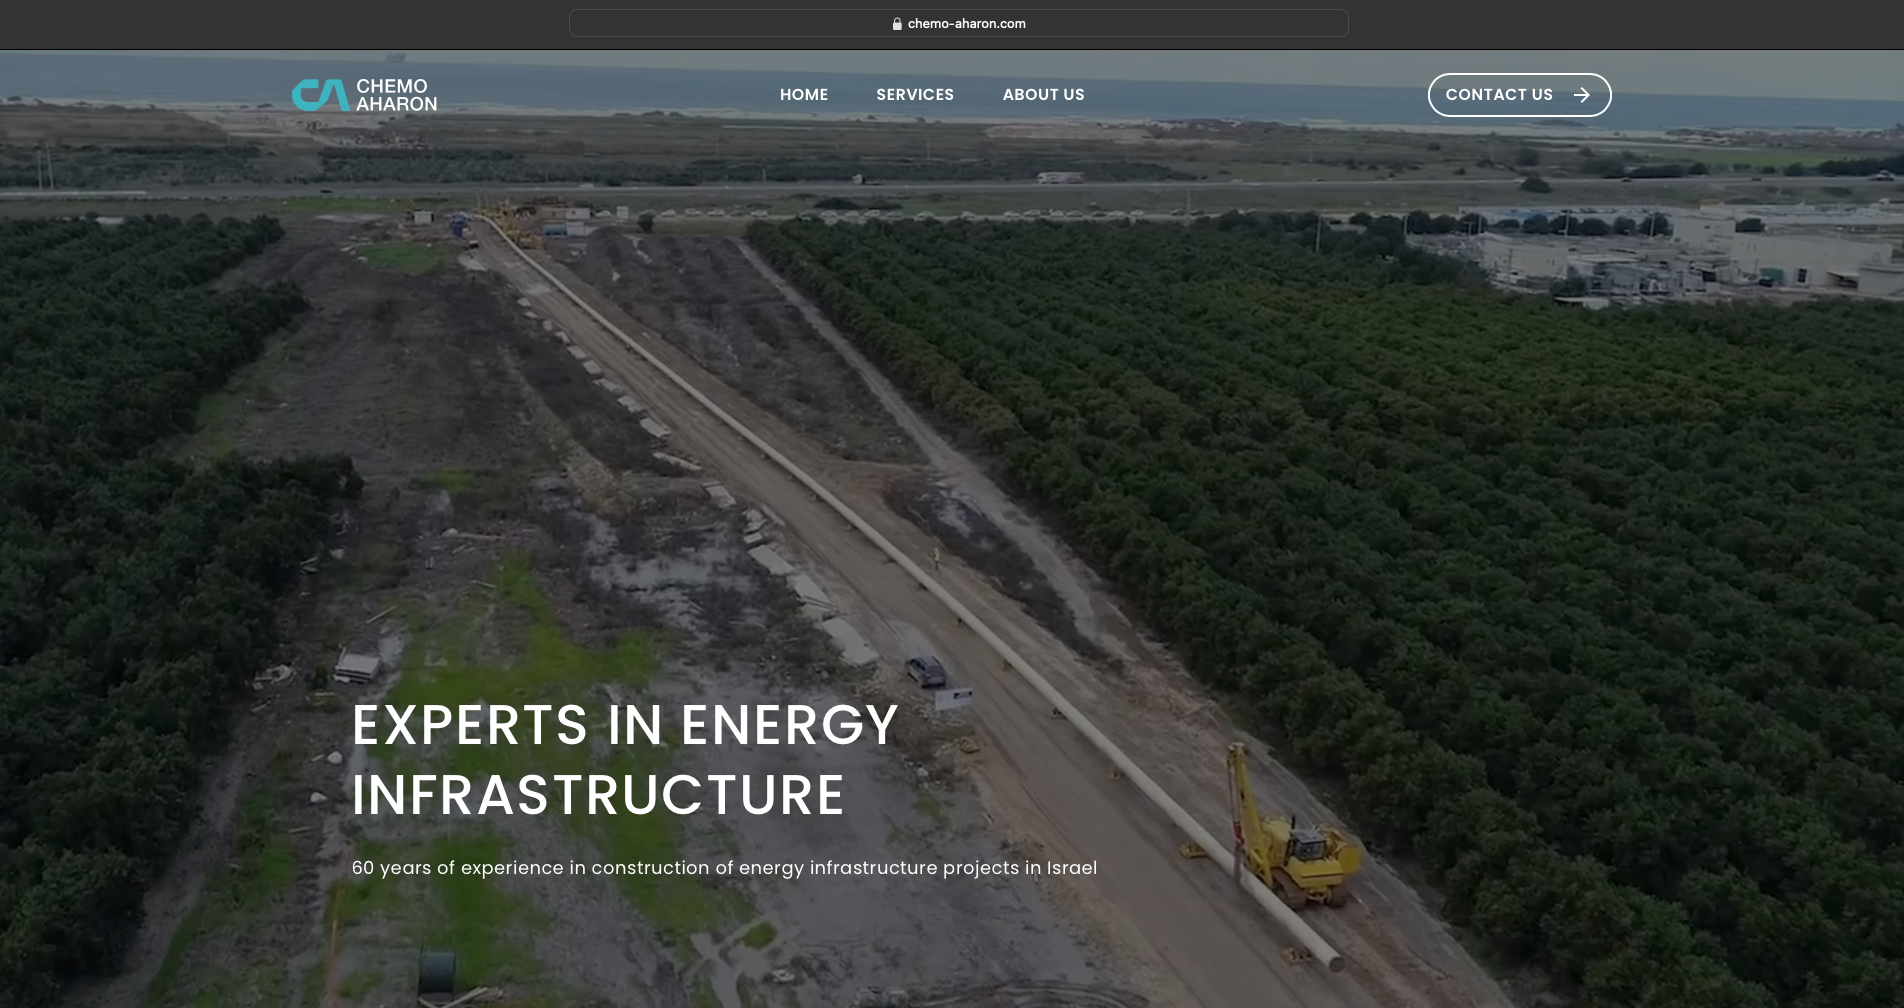 chemo-aharon.com
CHEMO
AHARON
HOME
SERVICES
ABOUT US
CONTACT US
EXPERTS IN ENERGY
INFRASTRUCTURE
60 years of experience in construction of energy infrastructure projects in Israel